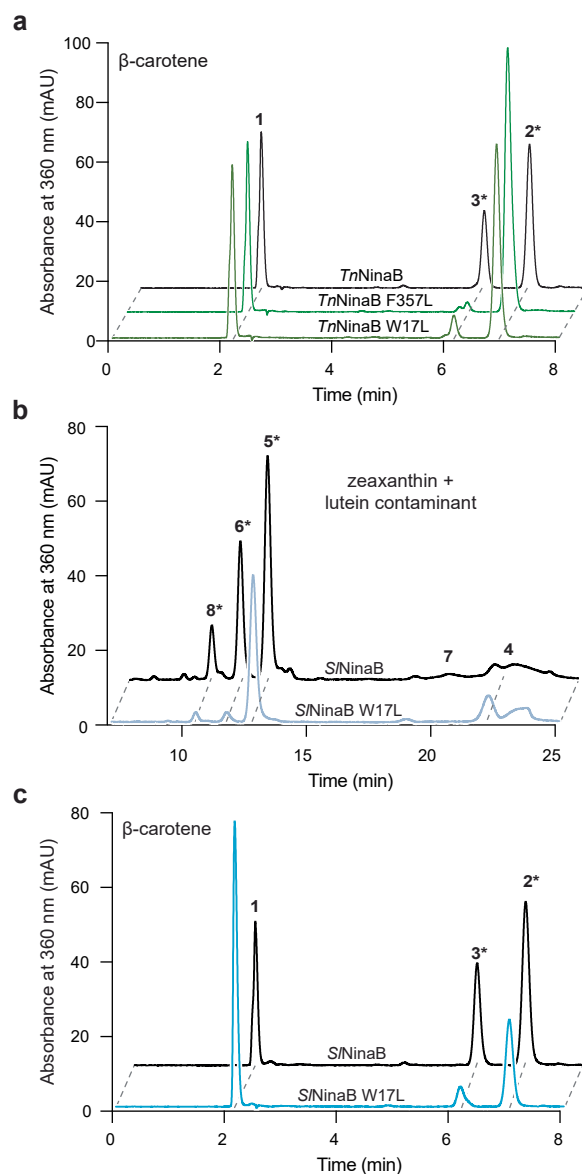 a
β-carotene
Absorbance at 360 nm (mAU)
100
80
60
40
20
0
1
2*
3*
TnNinaB
TnNinaB F357L
TnNinaB W17L
0 2 4 6 8
Time (min)
b
zeaxanthin +
lutein contaminant
Absorbance at 360 nm (mAU)
80
60
40
20
0
5*
6*
8*
7
4
SlNinaB
SlNinaB W17L
10 15 20 25
Time (min)
c
β-carotene
Absorbance at 360 nm (mAU)
80
60
40
20
0
1
2*
3*
SlNinaB
SlNinaB W17L
0 2 4 6 8
Time (min)